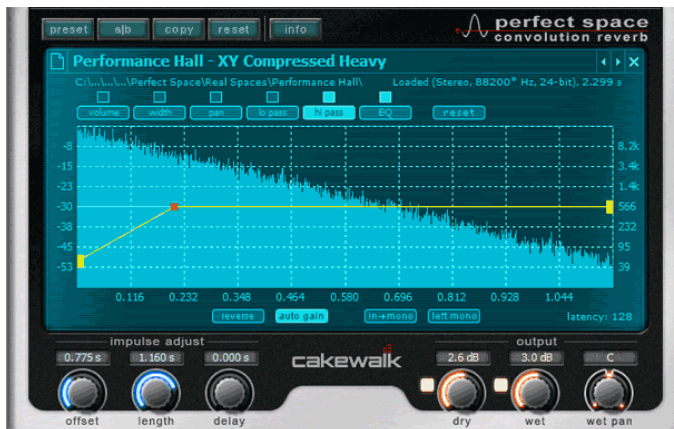 preset a|b copy reset info
perfect space
convolution reverb
Performance Hall - XY Compressed Heavy
C:\...\...\Perfect Space\Real Spaces\Performance Hall\ Loaded (Stereo, 88200* Hz, 24-bit), 2.299 s
volume width pan lo pass hi pass EQ reset
-8 8.2k
-15 3.4k
-23 1.4k
-30 566
-38 232
-45 95
-53 39
0.116 0.232 0.348 0.464 0.580 0.696 0.812 0.928 1.044
reverse auto gain in→mono left mono latency: 128
impulse adjust output
0.775 s 1.160 s 0.000 s cakewalk 2.6 dB 3.0 dB C
offset length delay dry wet wet pan